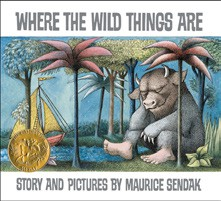 WHERE THE WILD THINGS ARE
STORY AND PICTURES BY MAURICE SENDAK